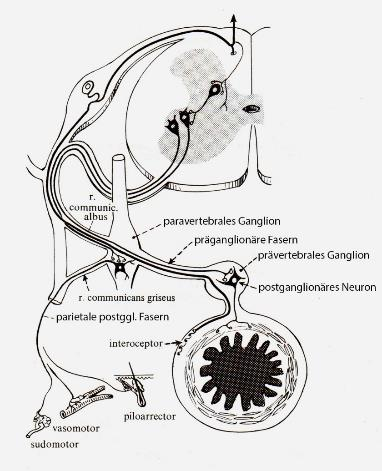 r.
communic.
albus
paravertebrales Ganglion
präganglionäre Fasern
prävertebrales Ganglion
postganglionäres Neuron
r. communicans griseus
parietale postggl. Fasern
interoceptor
piloarrector
vasomotor
sudomotor